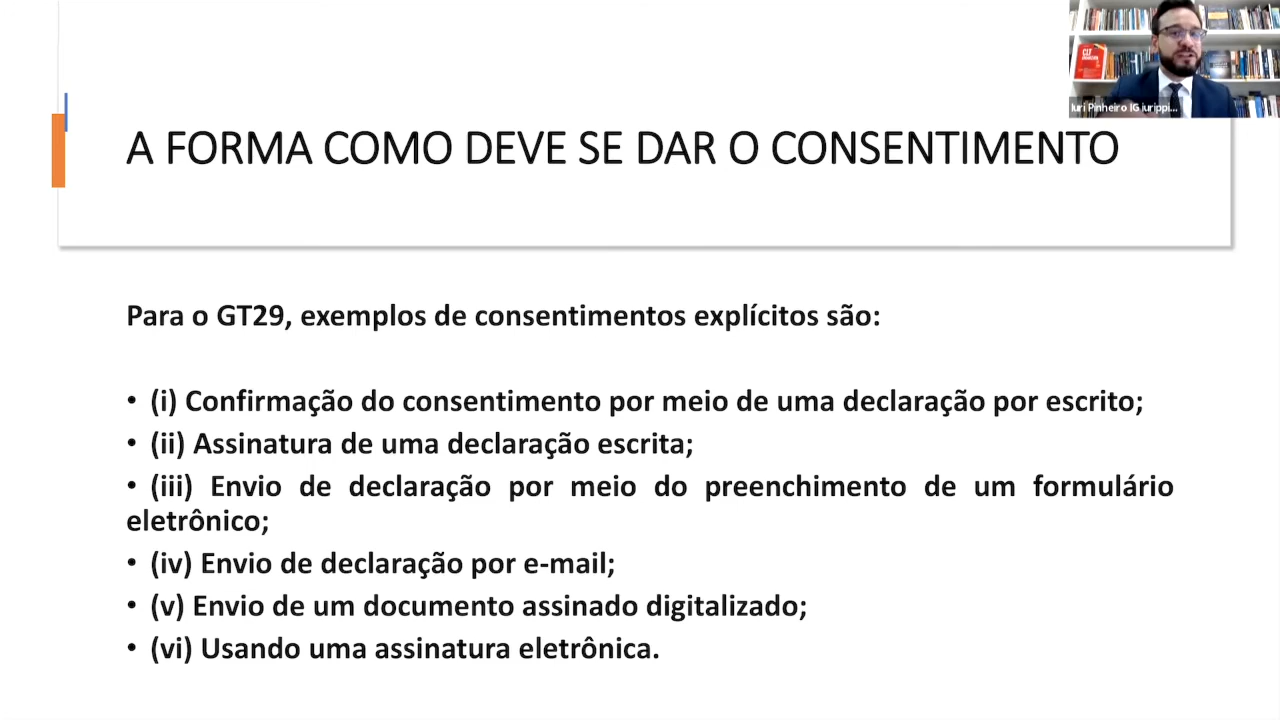 CLT
Iuri Pinheiro IG iurippi...
A FORMA COMO DEVE SE DAR O CONSENTIMENTO
Para o GT29, exemplos de consentimentos explícitos são:
• (i) Confirmação do consentimento por meio de uma declaração por escrito;
• (ii) Assinatura de uma declaração escrita;
• (iii) Envio de declaração por meio do preenchimento de um formulário
eletrônico;
• (iv) Envio de declaração por e-mail;
• (v) Envio de um documento assinado digitalizado;
• (vi) Usando uma assinatura eletrônica.